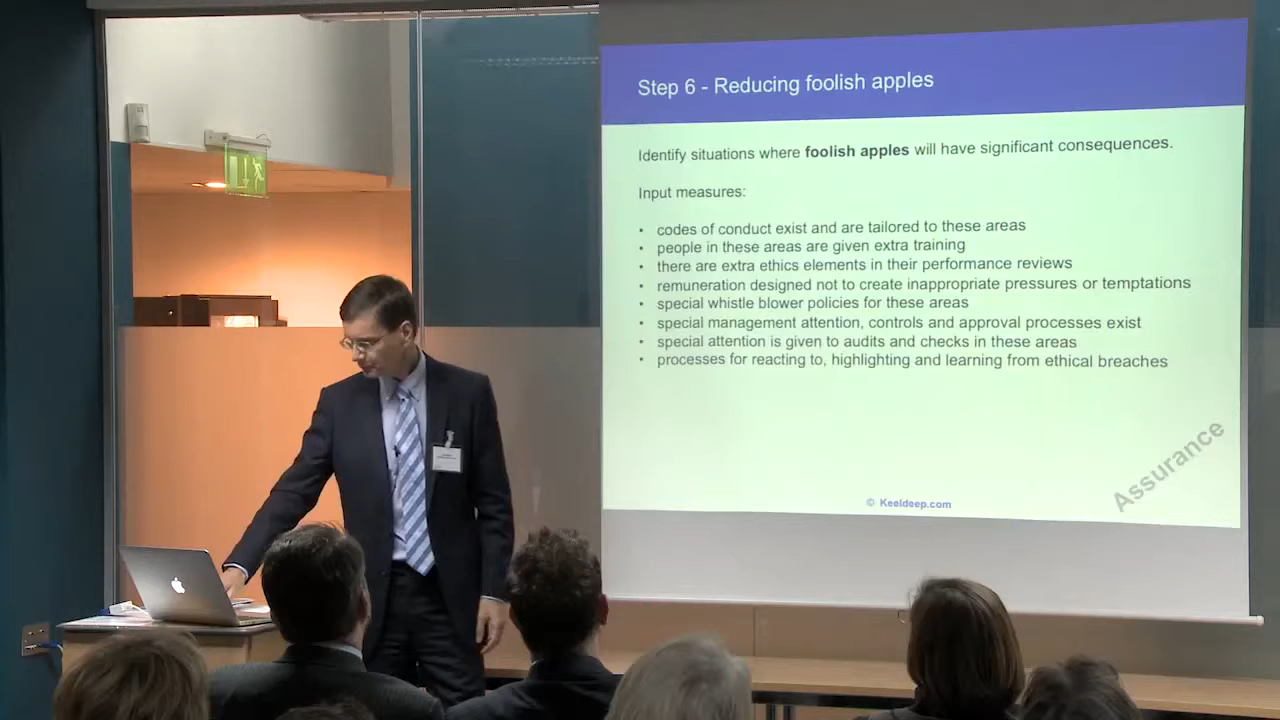 Step 6 - Reducing foolish apples
Identify situations where foolish apples will have significant consequences.
Input measures:
• codes of conduct exist and are tailored to these areas
• people in these areas are given extra training
• there are extra ethics elements in their performance reviews
• remuneration designed not to create inappropriate pressures or temptations
• special whistle blower policies for these areas
• special management attention, controls and approval processes exist
• special attention is given to audits and checks in these areas
• processes for reacting to, highlighting and learning from ethical breaches
Assurance
© Keeldeep.com